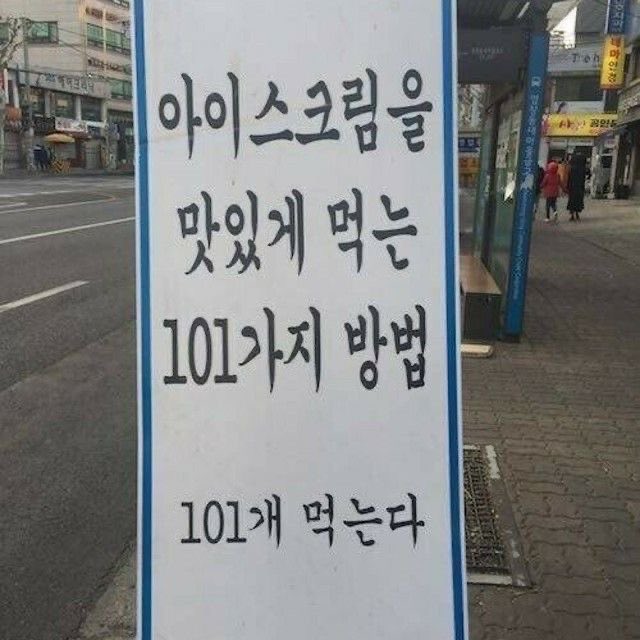 아이스크림을
맛있게 먹는
101가지 방법
101개 먹는다